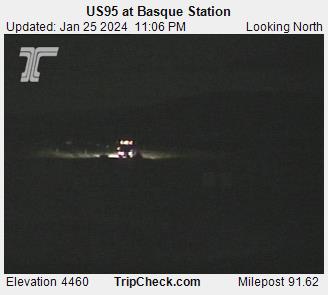 US95 at Basque Station
Updated: Jan 25 2024 11:06 PM Looking North
Elevation 4460 TripCheck.com Milepost 91.62